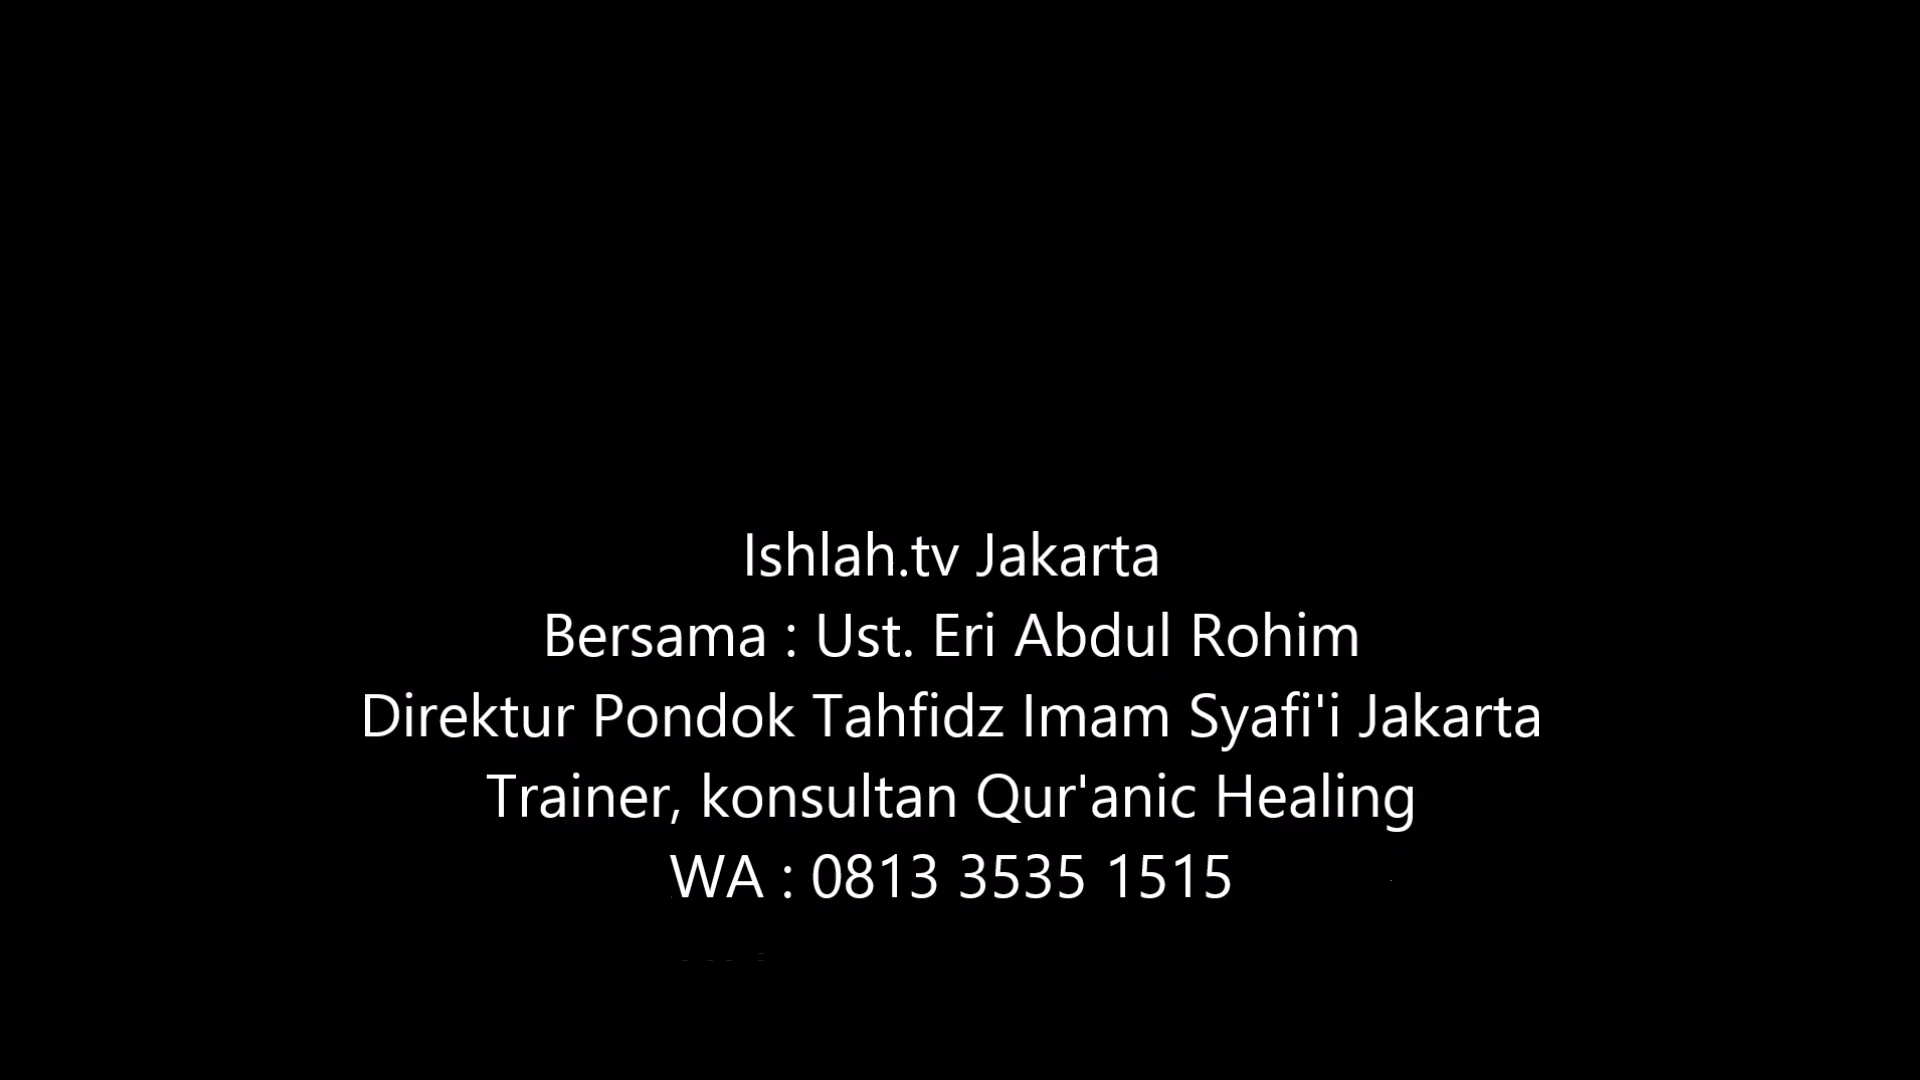 Ishlah.tv Jakarta
Bersama : Ust. Eri Abdul Rohim
Direktur Pondok Tahfidz Imam Syafi'i Jakarta
Trainer, konsultan Qur'anic Healing
WA : 0813 3535 1515